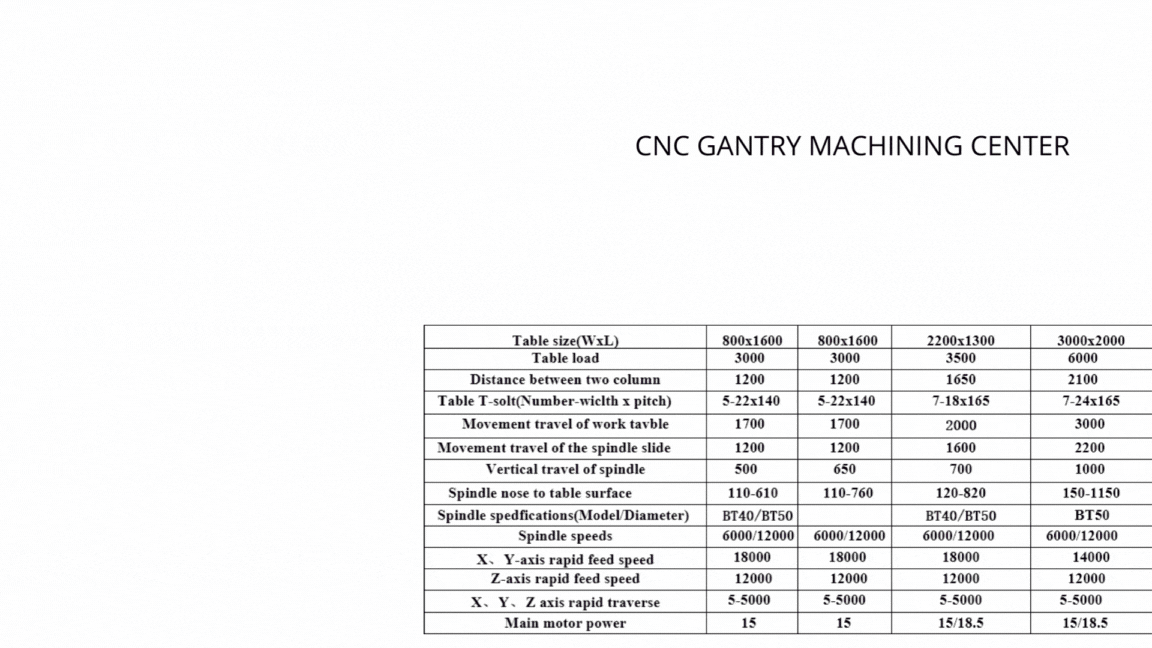 CNC GANTRY MACHINING CENTER
Table size(WxL) 800x1600 800x1600 2200x1300 3000x2000
Table load 3000 3000 3500 6000
Distance between two column 1200 1200 1650 2100
Table T-solt(Number-wiclth x pitch) 5-22x140 5-22x140 7-18x165 7-24x165
Movement travel of work tavble 1700 1700 2000 3000
Movement travel of the spindle slide 1200 1200 1600 2200
Vertical travel of spindle 500 650 700 1000
Spindle nose to table surface 110-610 110-760 120-820 150-1150
Spindle spedfications(Model/Diameter) BT40/BT50 BT40/BT50 BT50
Spindle speeds 6000/12000 6000/12000 6000/12000 6000/12000
X、Y-axis rapid feed speed 18000 18000 18000 14000
Z-axis rapid feed speed 12000 12000 12000 12000
X、Y、Z axis rapid traverse 5-5000 5-5000 5-5000 5-5000
Main motor power 15 15 15/18.5 15/18.5